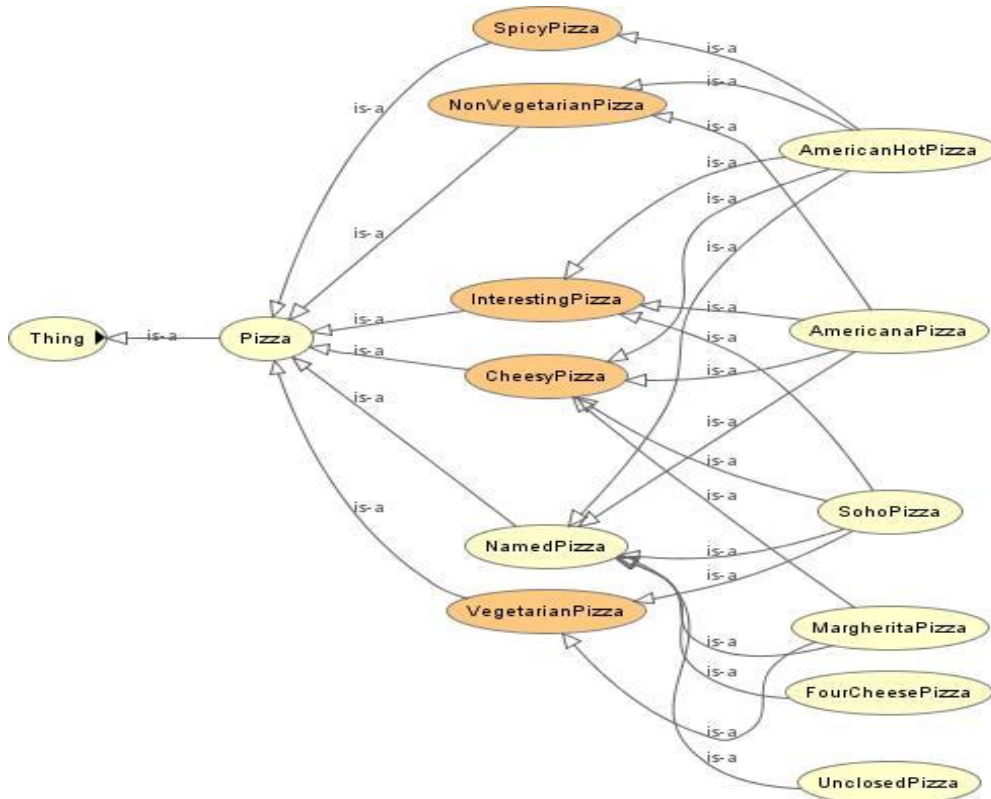 SpicyPizza
is-a
is-a
NonVegetarianPizza
is-a
is-a
AmericanHotPizza
is-a
is-a
is-a
is-a
InterestingPizza
is-a
is-a
AmericanaPizza
Thing
is-a
Pizza
is-a
CheesyPizza
is-a
is-a
is-a
is-a
is-a
is-a
SohoPizza
NamedPizza
is-a
is-a
VegetarianPizza
MargheritaPizza
is-a
is-a
FourCheesePizza
is-a
is-a
UnclosedPizza